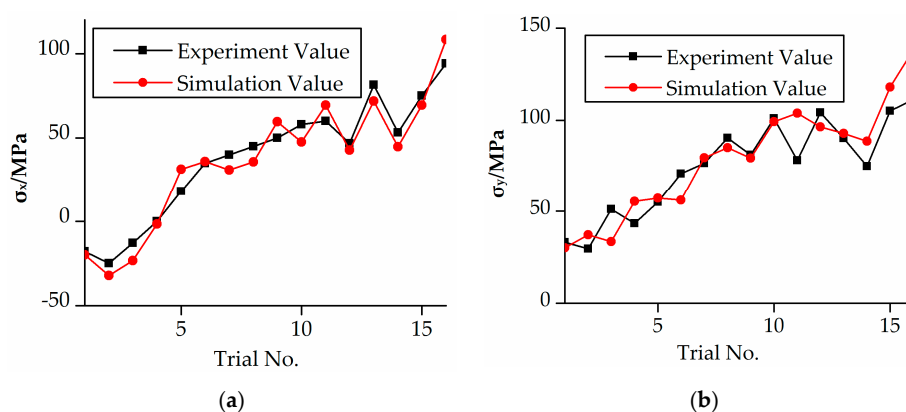 Experiment Value
Simulation Value
σx/MPa
100
50
0
-50
5
10
15
Trial No.
(a)
Experiment Value
Simulation Value
σy/MPa
150
100
50
0
5
10
15
Trial No.
(b)